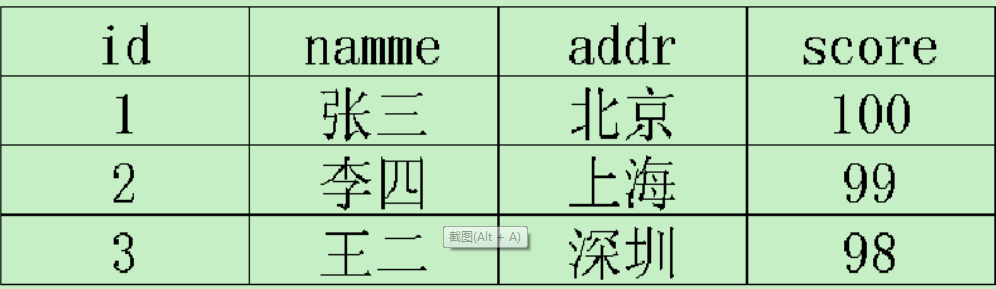 id namme addr score
1 张三 北京 100
2 李四 上海 99
3 王二 深圳 98
截图(Alt + A)